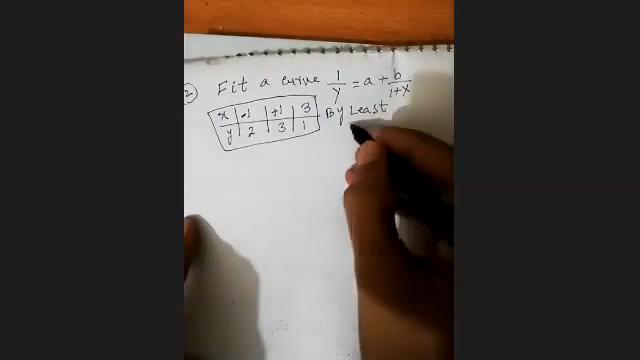 2 Fit a curve 1/y = a + b/1+x
x | -1 | +1 | 3 By Least
y | 2 | 3 | 1